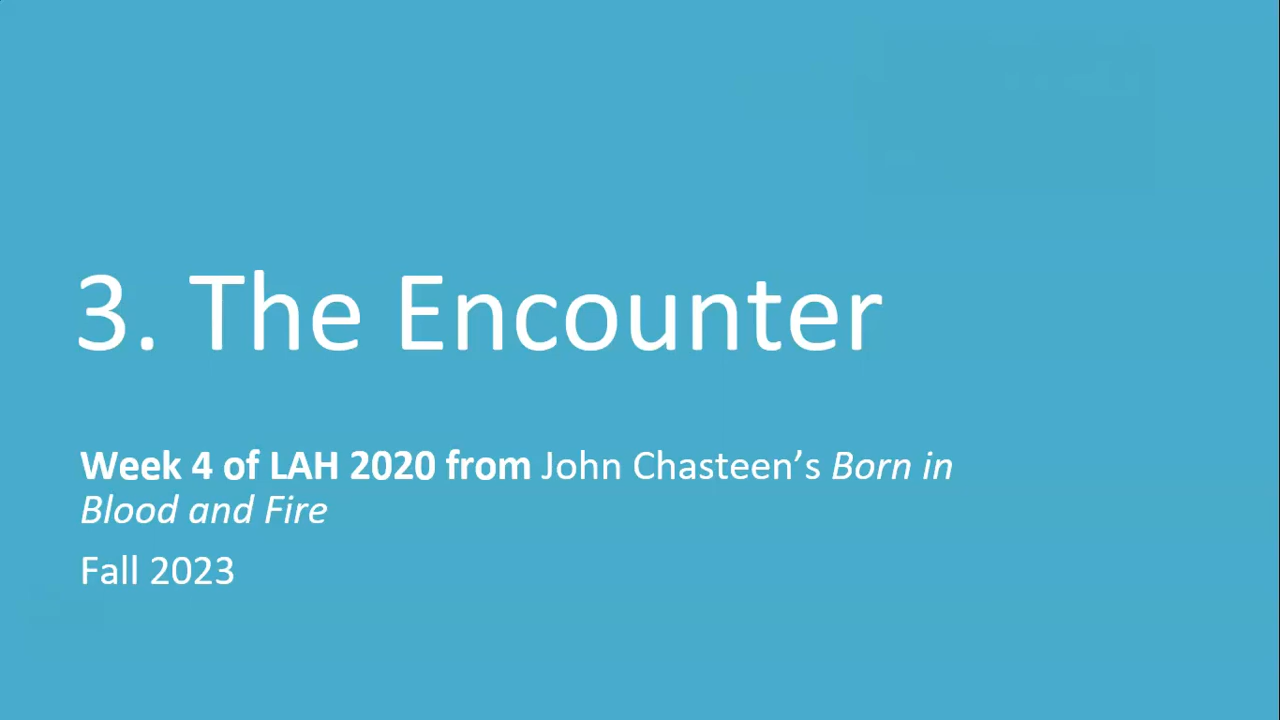 3. The Encounter
Week 4 of LAH 2020 from John Chasteen’s Born in
Blood and Fire
Fall 2023